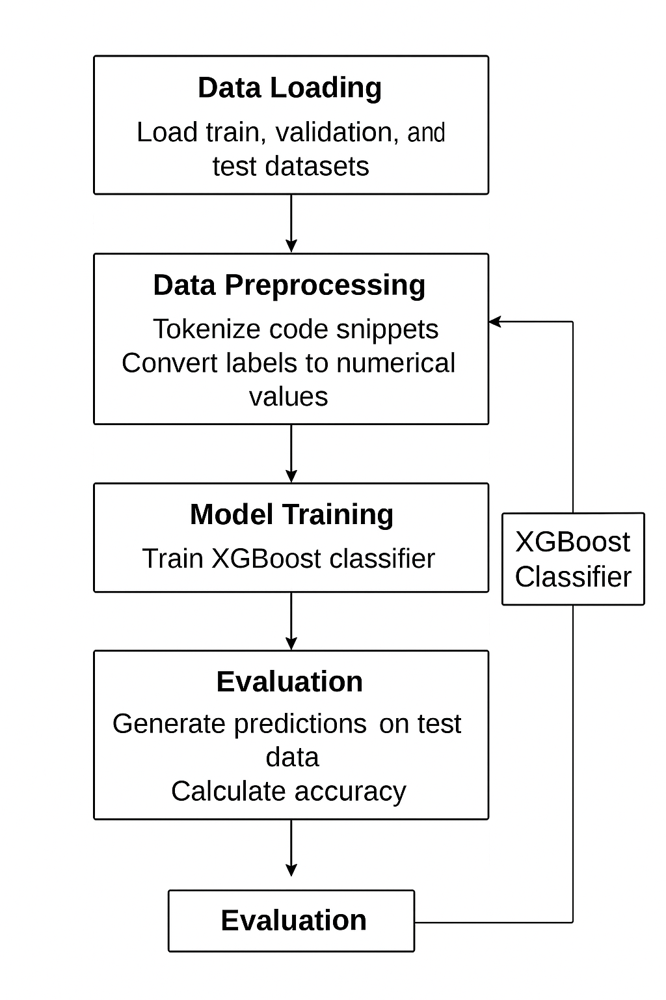 Data Loading
Load train, validation, and
test datasets
Data Preprocessing
Tokenize code snippets
Convert labels to numerical
values
Model Training
Train XGBoost classifier
XGBoost
Classifier
Evaluation
Generate predictions on test
data
Calculate accuracy
Evaluation